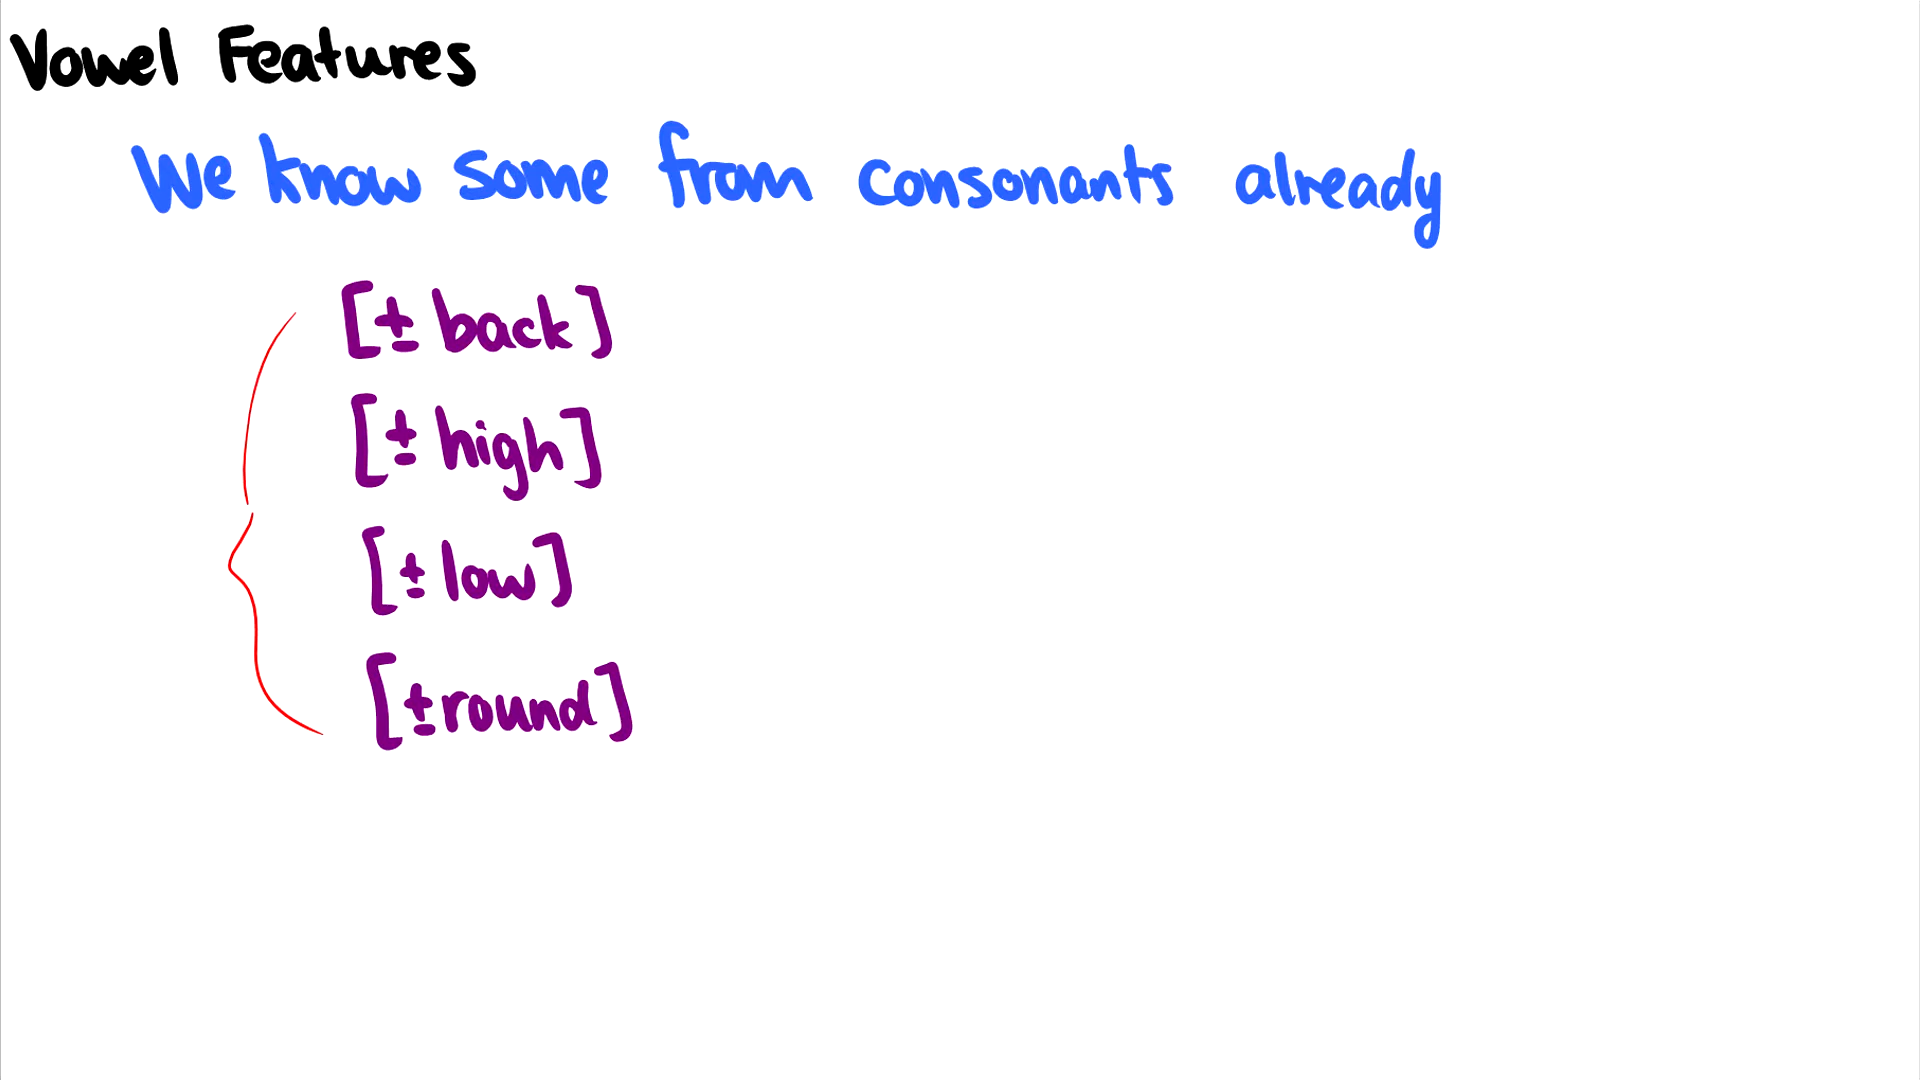 Vowel Features
We know some from consonants already
[± back]
[± high]
[± low]
[± round]